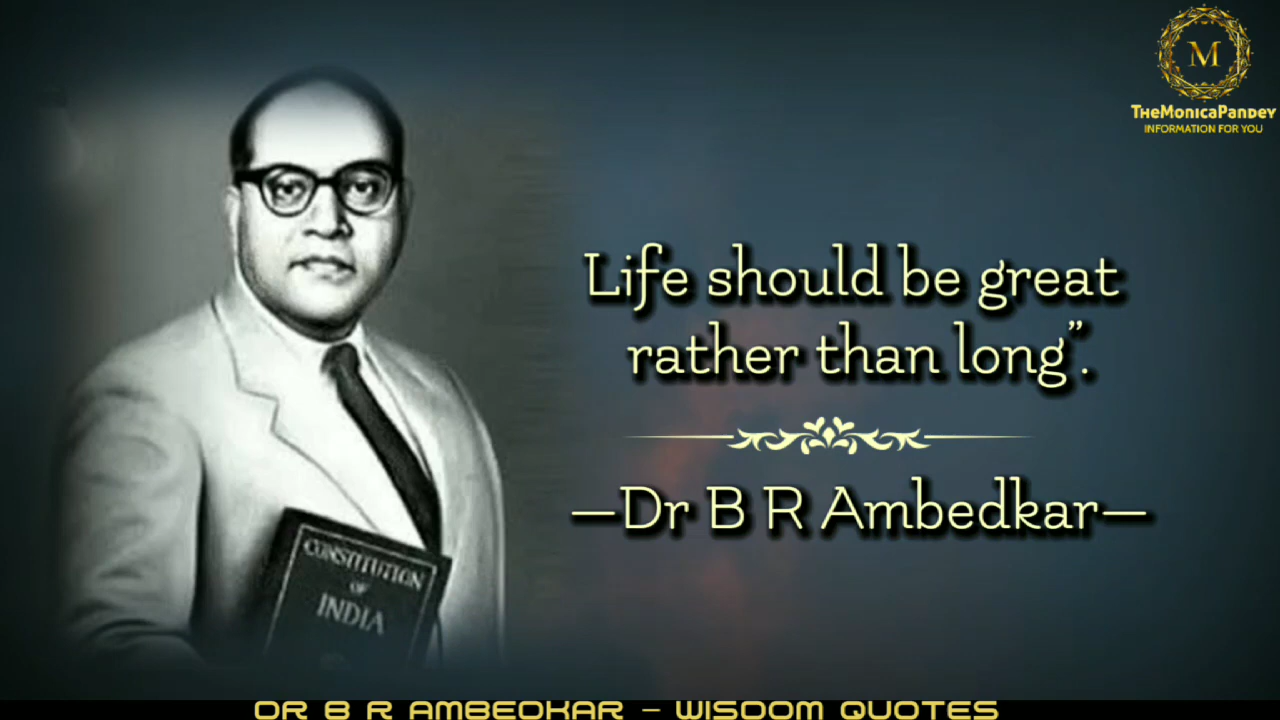 M
TheMonicaPandey
INFORMATION FOR YOU
Life should be great
rather than long”.
—Dr B R Ambedkar—
CONSTITUTION
OF
INDIA
DR B R AMBEDKAR - WISDOM QUOTES